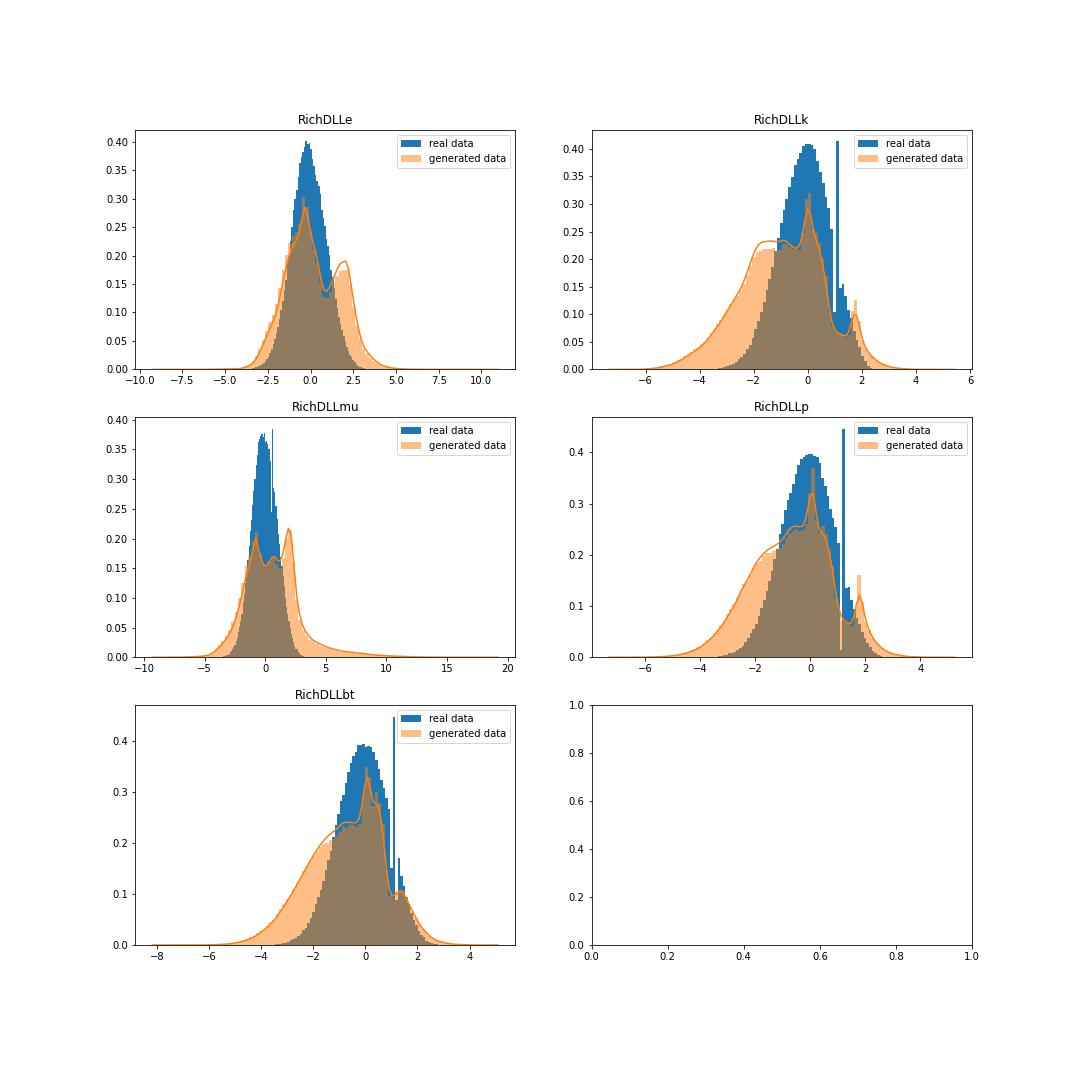 RichDLLe
real data
generated data
0.40
0.35
0.30
0.25
0.20
0.15
0.10
0.05
0.00
−10.0 −7.5 −5.0 −2.5 0.0 2.5 5.0 7.5 10.0
RichDLLk
real data
generated data
0.40
0.35
0.30
0.25
0.20
0.15
0.10
0.05
0.00
−6 −4 −2 0 2 4 6
RichDLLmu
real data
generated data
0.40
0.35
0.30
0.25
0.20
0.15
0.10
0.05
0.00
−10 −5 0 5 10 15 20
RichDLLp
real data
generated data
0.4
0.3
0.2
0.1
0.0
−6 −4 −2 0 2 4
RichDLLbt
real data
generated data
0.4
0.3
0.2
0.1
0.0
−8 −6 −4 −2 0 2 4
1.0
0.8
0.6
0.4
0.2
0.0
0.0 0.2 0.4 0.6 0.8 1.0